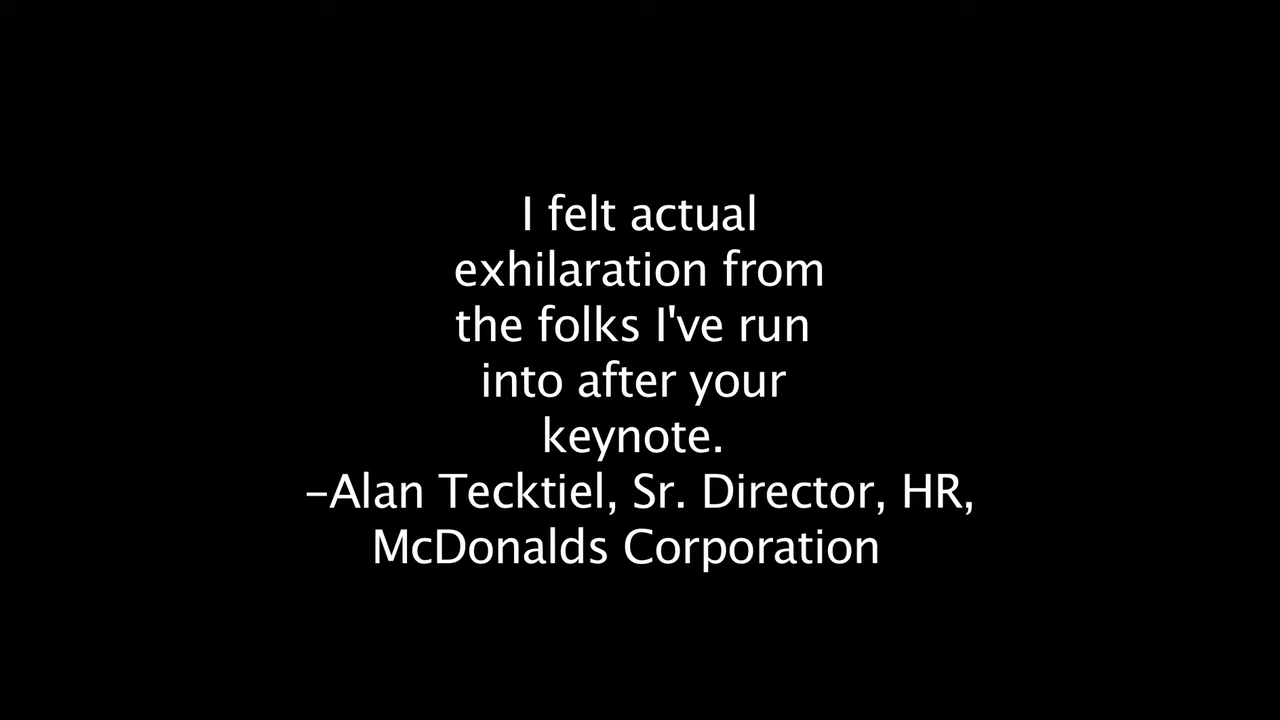 I felt actual
exhilaration from
the folks I've run
into after your
keynote.
–Alan Tecktiel, Sr. Director, HR,
McDonalds Corporation